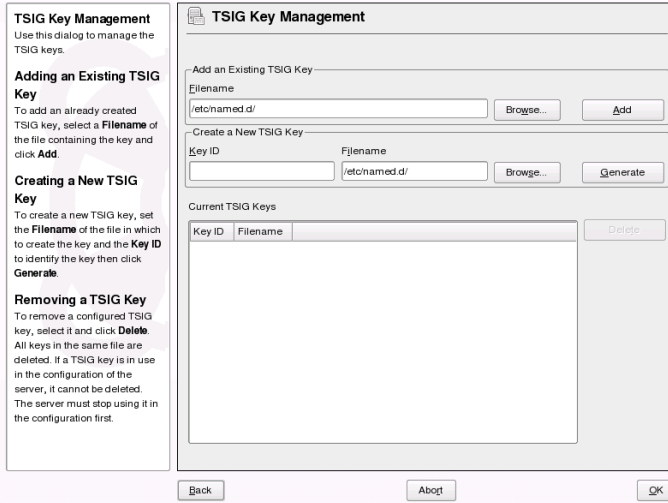 TSIG Key Management
Use this dialog to manage the
TSIG keys.
Adding an Existing TSIG
Key
To add an already created
TSIG key, select a Filename of
the file containing the key and
click Add.
Creating a New TSIG
Key
To create a new TSIG key, set
the Filename of the file in which
to create the key and the Key ID
to identify the key then click
Generate.
Removing a TSIG Key
To remove a configured TSIG
key, select it and click Delete.
All keys in the same file are
deleted. If a TSIG key is in use
in the configuration of the
server, it cannot be deleted.
The server must stop using it in
the configuration first.
TSIG Key Management
Add an Existing TSIG Key
Filename
/etc/named.d/
Browse...
Add
Create a New TSIG Key
Key ID
Filename
/etc/named.d/
Browse...
Generate
Current TSIG Keys
Key ID
Filename
Delete
Back
Abort
OK